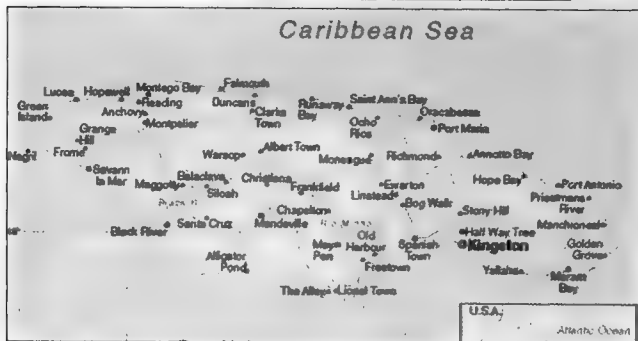 Caribbean Sea
Lucea Hopewell Montego Bay Falmouth
Green
Island
Reading
Anchovy
Montpelier
Duncans
Clarks
Town
Runaway
Bay
Saint Ann's Bay
Ocho
Rios
Oracabessa
Port Maria
Grange
Hill
Frome
Negril
Savann
la Mar
Warsop
Albert Town
Moneague
Richmond
Annotto Bay
Maggotty
Balaclava
Siloah
Christiana
Frankfield
Ewarton
Linstead
Bog Walk
Hope Bay
Port Antonio
Priestmans
River
Black River
Santa Cruz
Chapelton
Mandeville
Stony Hill
Half Way Tree
Kingston
Manchioneal
Golden
Grove
Alligator
Pond
May
Pen
Old
Harbour
Freetown
Spanish
Town
Yallahs
Morant
Bay
The Alley
Lionel Town
U.S.A.
Atlantic Ocean